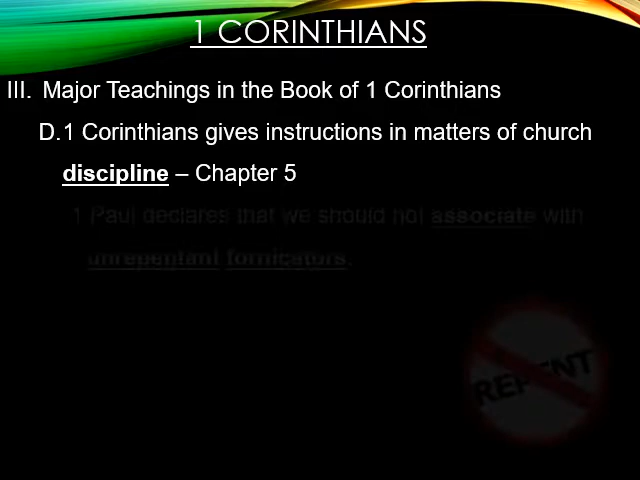 1 CORINTHIANS
III. Major Teachings in the Book of 1 Corinthians
D.1 Corinthians gives instructions in matters of church
discipline – Chapter 5
1 Paul declares that we should not associate with
unrepentant fornicators.
REPENT